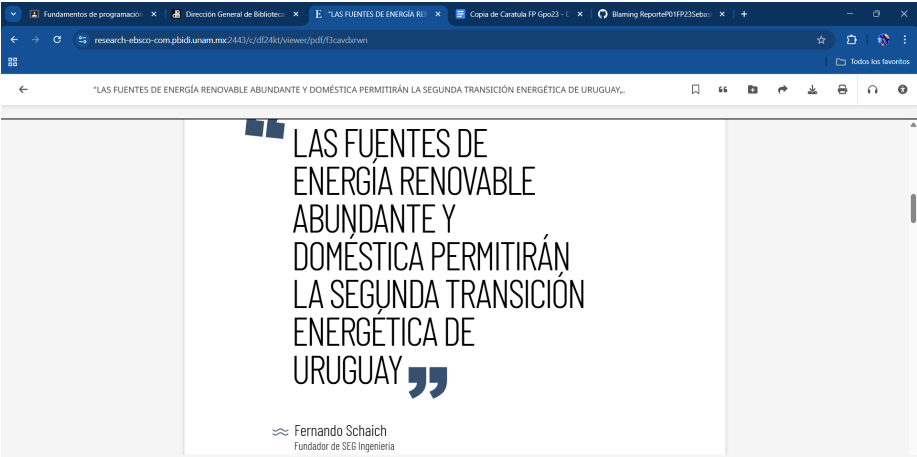 Fundamentos de programación
Dirección General de Biblioteca
"LAS FUENTES DE ENERGÍA RE
Copia de Caratula FP Gpo23 -
Blaming ReporteP01FP23Sebast
research-ebsco-com.pbidi.unam.mx:2443/c/df24kt/viewer/pdf/f3cavdxrwn
Todos los favoritos
"LAS FUENTES DE ENERGÍA RENOVABLE ABUNDANTE Y DOMÉSTICA PERMITIRÁN LA SEGUNDA TRANSICIÓN ENERGÉTICA DE URUGUAY,..
“LAS FUENTES DE
ENERGÍA RENOVABLE
ABUNDANTE Y
DOMÉSTICA PERMITIRÁN
LA SEGUNDA TRANSICIÓN
ENERGÉTICA DE
URUGUAY”
Fernando Schaich
Fundador de SEG Ingeniería